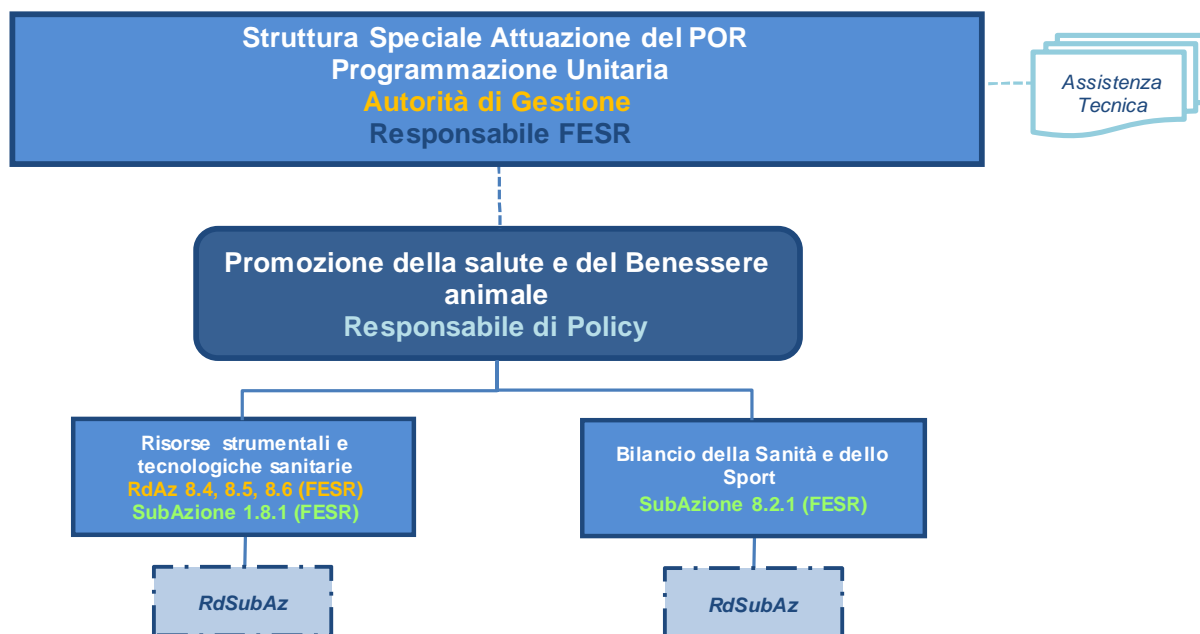 Struttura Speciale Attuazione del POR
Programmazione Unitaria
Autorità di Gestione
Responsabile FESR
Assistenza
Tecnica
Promozione della salute e del Benessere
animale
Responsabile di Policy
Risorse strumentali e
tecnologiche sanitarie
RdAz 8.4, 8.5, 8.6 (FESR)
SubAzione 1.8.1 (FESR)
Bilancio della Sanità e dello
Sport
SubAzione 8.2.1 (FESR)
RdSubAz
RdSubAz